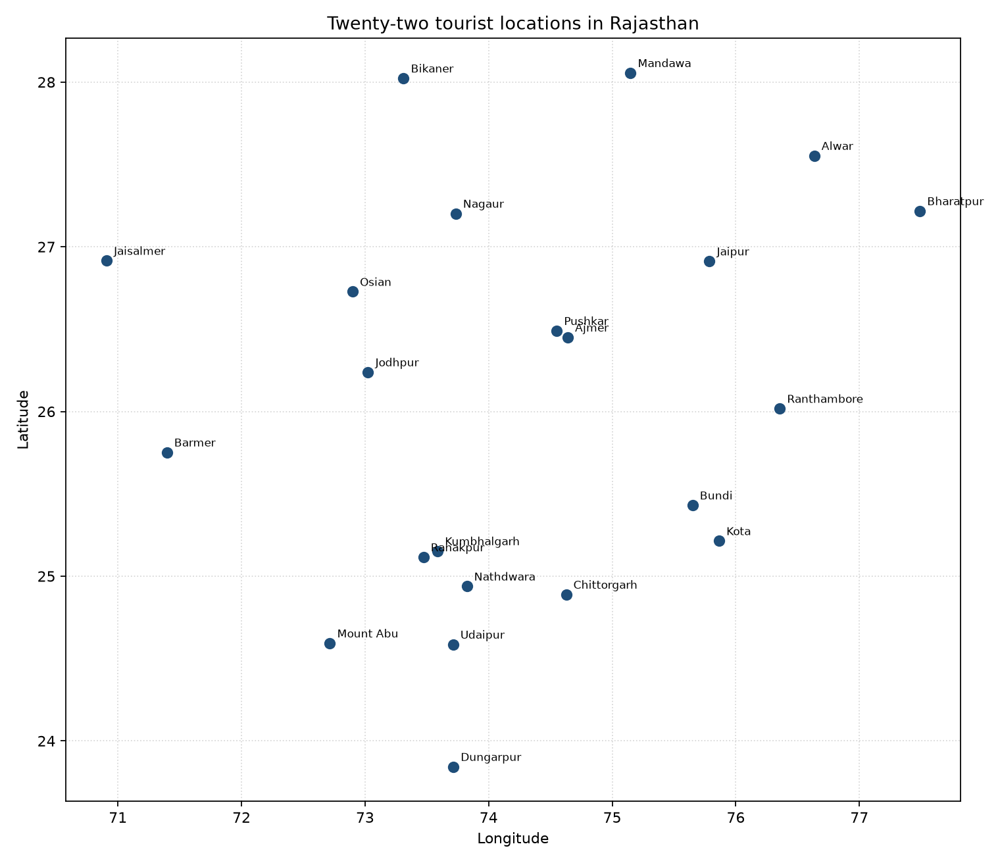 Twenty-two tourist locations in Rajasthan
Bikaner
Mandawa
28
Alwar
Nagaur
Bharatpur
27
Jaisalmer
Jaipur
Osian
Pushkar
Ajmer
Jodhpur
Ranthambore
26
Latitude
Barmer
Bundi
Kota
Kumbhalgarh
Ranakpur
25
Nathdwara
Chittorgarh
Mount Abu
Udaipur
24
Dungarpur
71 72 73 74 75 76 77
Longitude